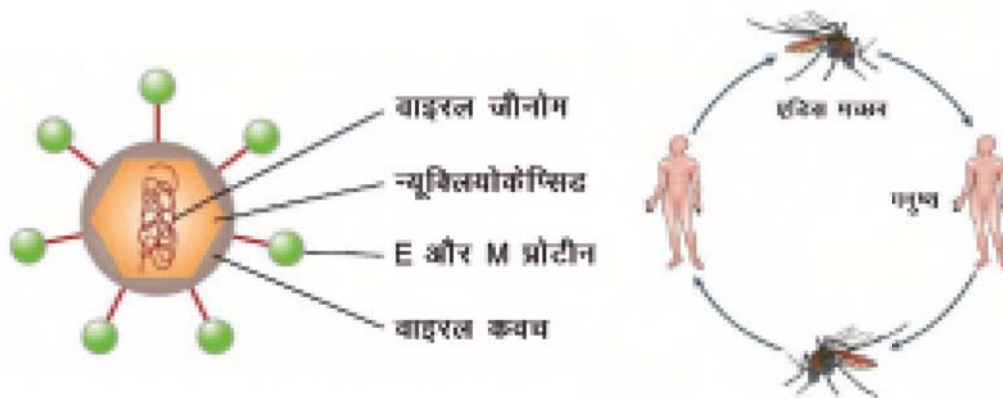 वाइरल जीनोम
न्यूक्लियोकेप्सिड
E और M प्रोटीन
वाइरल कवच
एडिस मच्छर
मनुष्य